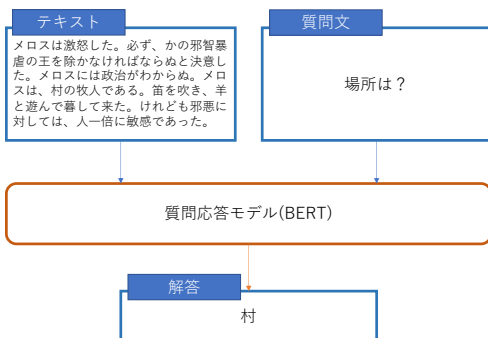 テキスト
メロスは激怒した。必ず、かの邪智暴
虐の王を除かなければならぬと決意し
た。メロスには政治がわからぬ。メロ
スは、村の牧人である。笛を吹き、羊
と遊んで暮して来た。けれども邪悪に
対しては、人一倍に敏感であった。
質問文
場所は？
質問応答モデル(BERT)
解答
村